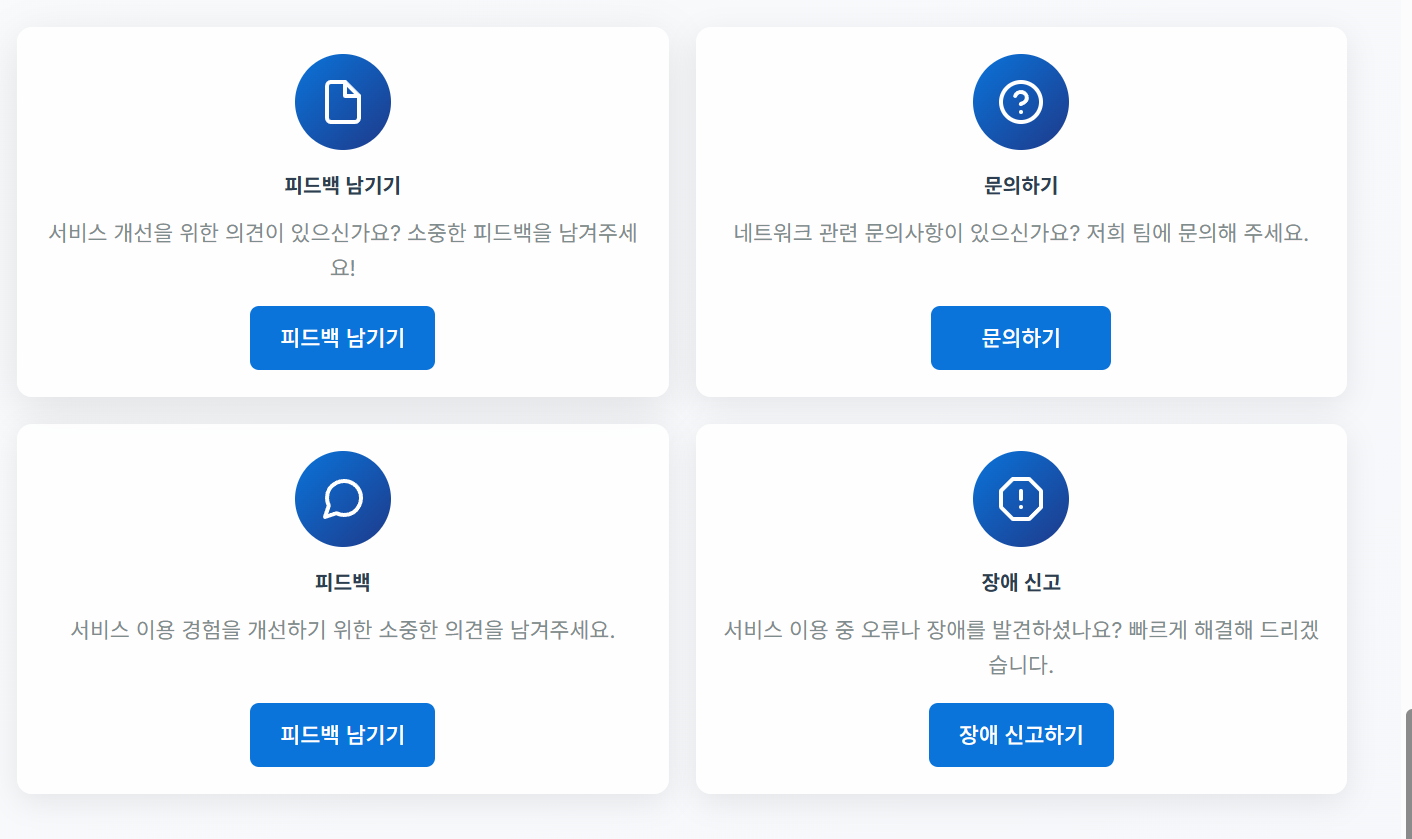 피드백 남기기
서비스 개선을 위한 의견이 있으신가요? 소중한 피드백을 남겨주세
요!
피드백 남기기
문의하기
네트워크 관련 문의사항이 있으신가요? 저희 팀에 문의해 주세요.
문의하기
피드백
서비스 이용 경험을 개선하기 위한 소중한 의견을 남겨주세요.
피드백 남기기
장애 신고
서비스 이용 중 오류나 장애를 발견하셨나요? 빠르게 해결해 드리겠
습니다.
장애 신고하기